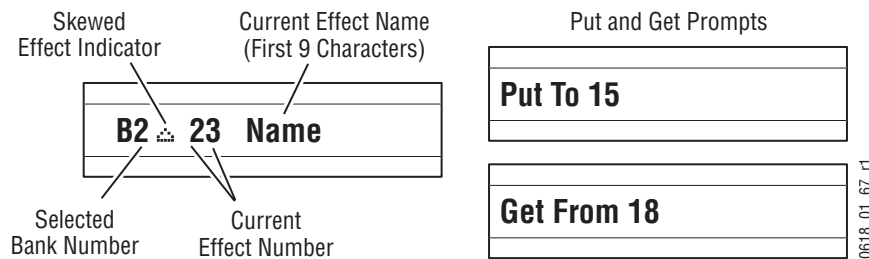 Skewed
Effect Indicator
Current Effect Name
(First 9 Characters)
B2 23 Name
Selected
Bank Number
Current
Effect Number
Put and Get Prompts
Put To 15
Get From 18
0618_01_67_r1